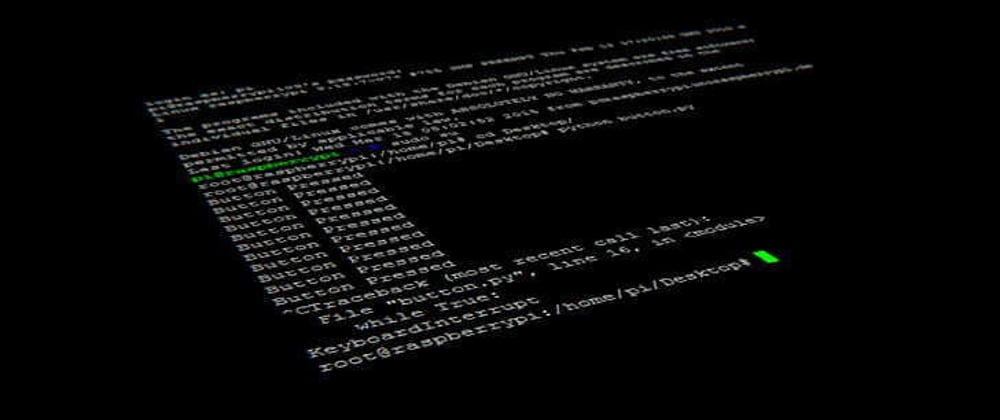 login as: pi
The programs included with the Debian GNU/Linux system are free software;
the exact distribution terms for each program are described in the
individual files in /usr/share/doc/*/copyright.
Debian GNU/Linux comes with ABSOLUTELY NO WARRANTY, to the extent
permitted by applicable law.
Last login: from
pi@raspberrypi ~ $ sudo su
root@raspberrypi:/home/pi# cd Desktop/
root@raspberrypi:/home/pi/Desktop# python button.py
Button Pressed
Button Pressed
Button Pressed
Button Pressed
Button Pressed
Button Pressed
Button Pressed
Button Pressed
Button Pressed
^CTraceback (most recent call last):
File "button.py", line 16, in <module>
while True:
KeyboardInterrupt
root@raspberrypi:/home/pi/Desktop#